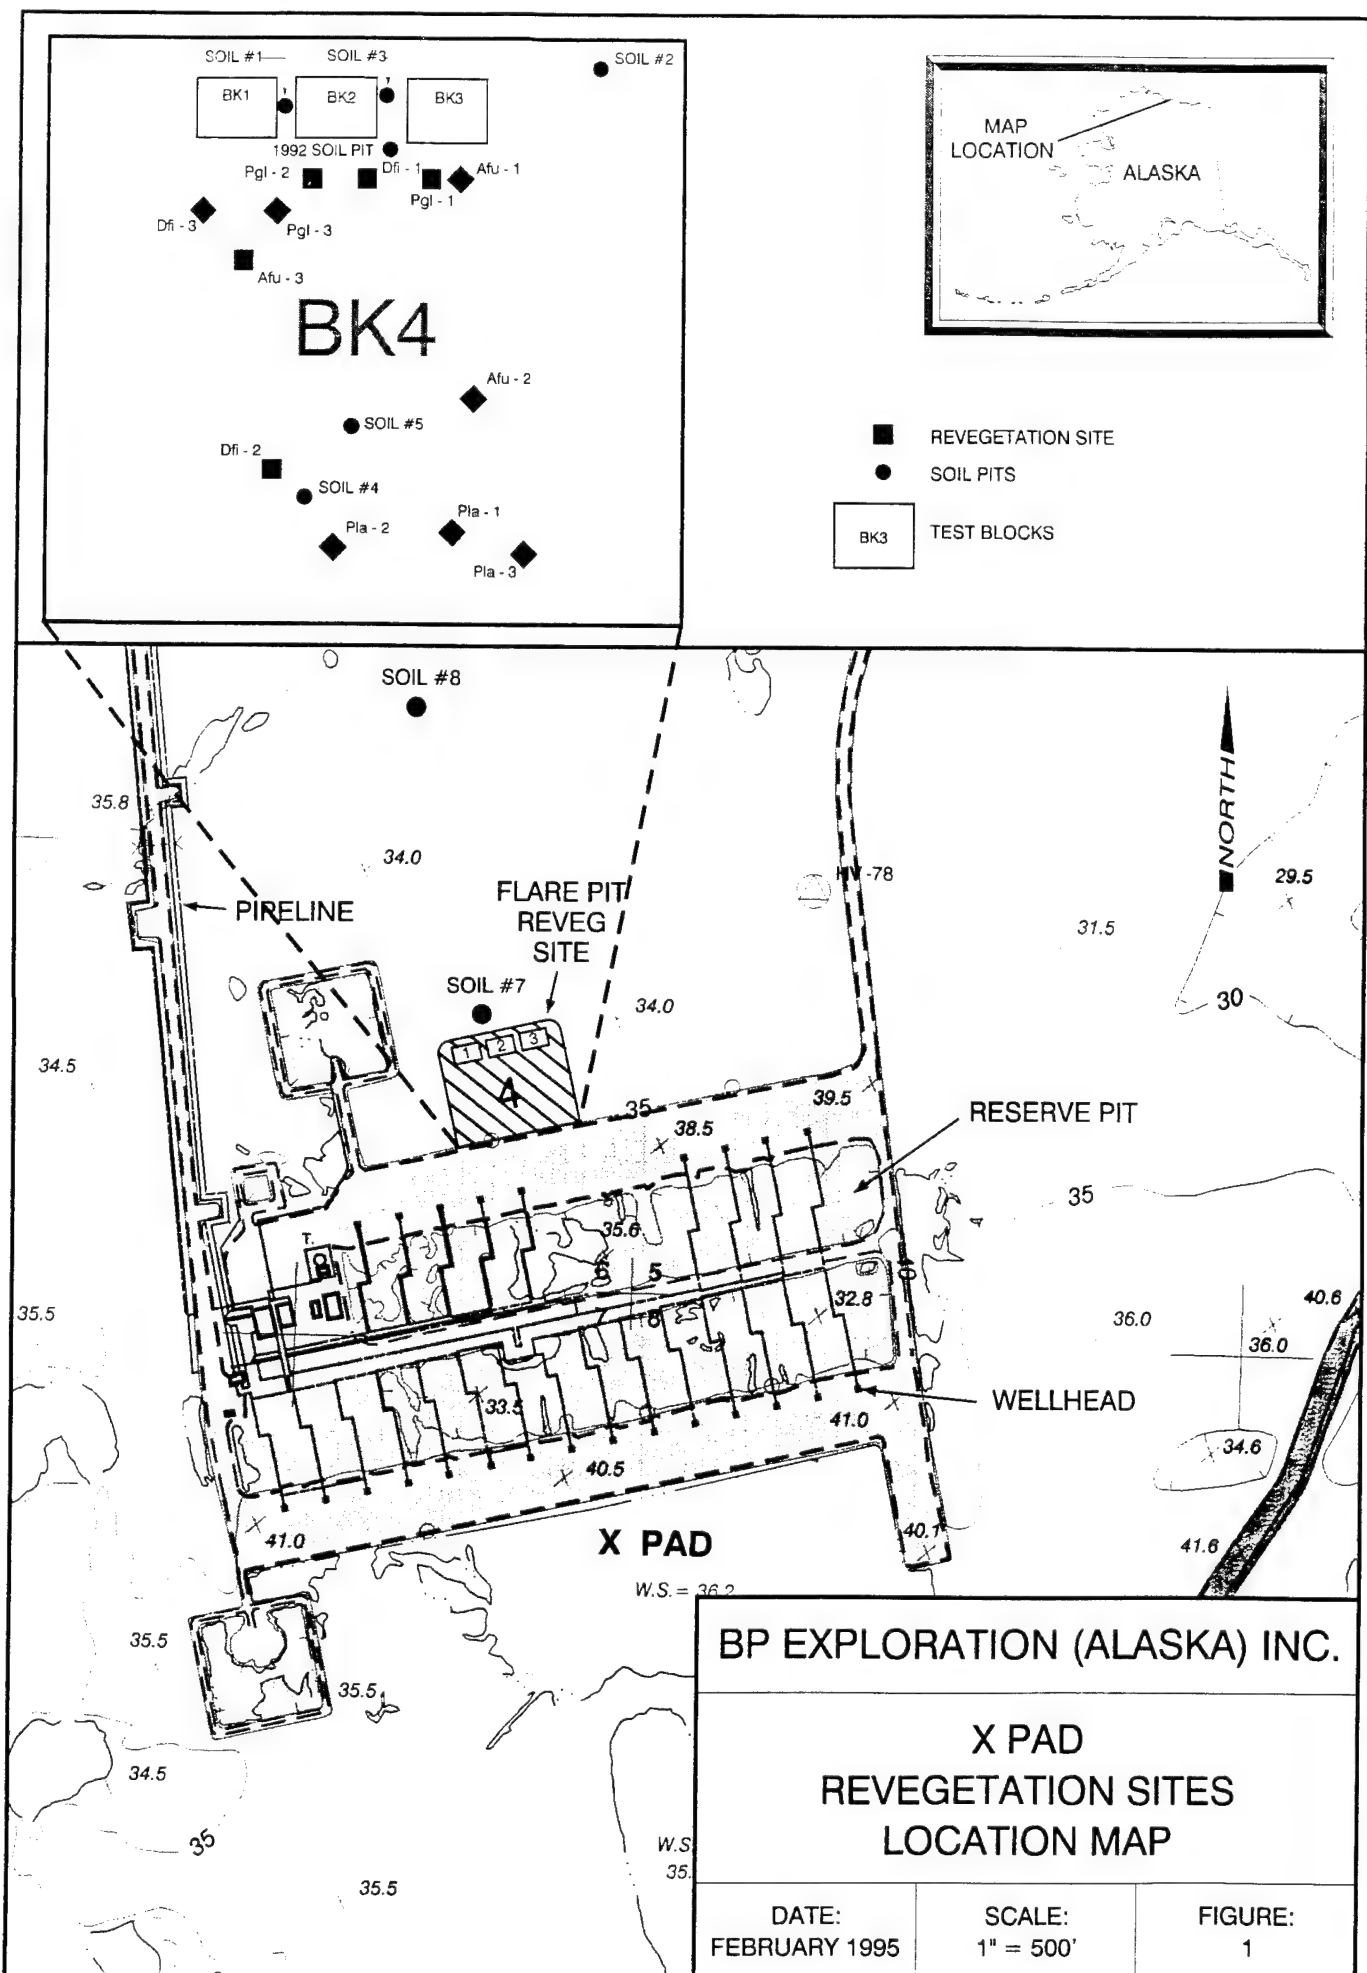 SOIL #1
SOIL #3
SOIL #2
BK1
BK2
BK3
1992 SOIL PIT
Pgl - 2
Dfi - 1
Afu - 1
Pgl - 1
Dfi - 3
Pgl - 3
Afu - 3
BK4
Afu - 2
SOIL #5
Dfi - 2
SOIL #4
Pla - 2
Pla - 1
Pla - 3
MAP
LOCATION
ALASKA
REVEGETATION SITE
SOIL PITS
BK3
TEST BLOCKS
SOIL #8
35.8
34.0
PIRELINE
FLARE PIT
REVEG
SITE
SOIL #7
34.0
-78
NORTH
29.5
31.5
30
34.5
1
2
3
4
35
38.5
39.5
RESERVE PIT
35
T.
35.6
5
8
40
32.8
35.5
36.0
36.0
40.6
33.5
WELLHEAD
41.0
40.5
34.6
41.0
X PAD
40.1
41.6
W.S. = 36.2
35.5
35.5
34.5
35
35.5
W.S
35.
BP EXPLORATION (ALASKA) INC.
X PAD
REVEGETATION SITES
LOCATION MAP
DATE:
FEBRUARY 1995
SCALE:
1" = 500'
FIGURE:
1